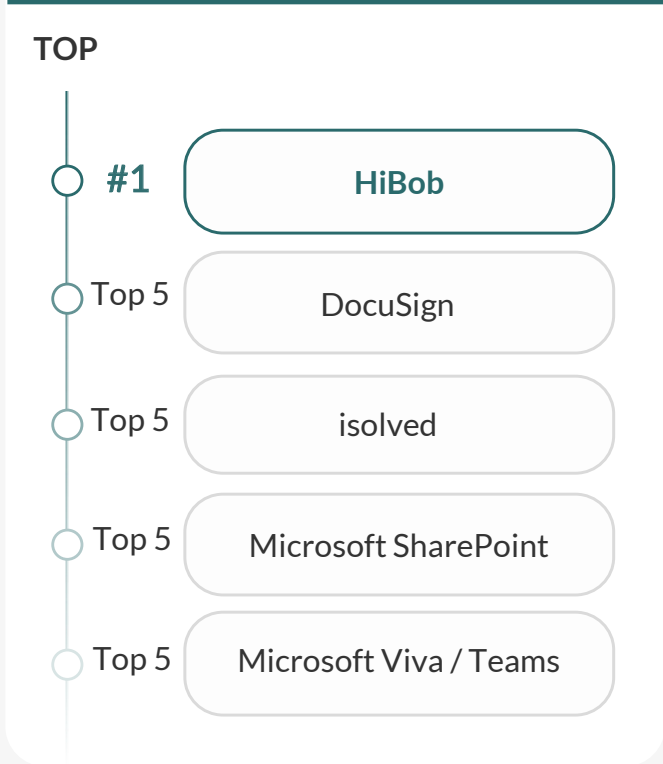 TOP
#1
HiBob
Top 5
DocuSign
Top 5
isolved
Top 5
Microsoft SharePoint
Top 5
Microsoft Viva / Teams